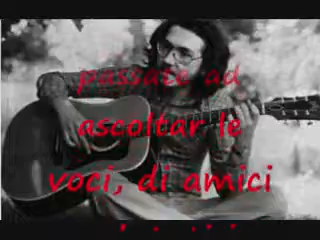 passate ad
ascoltar le
voci, di amici